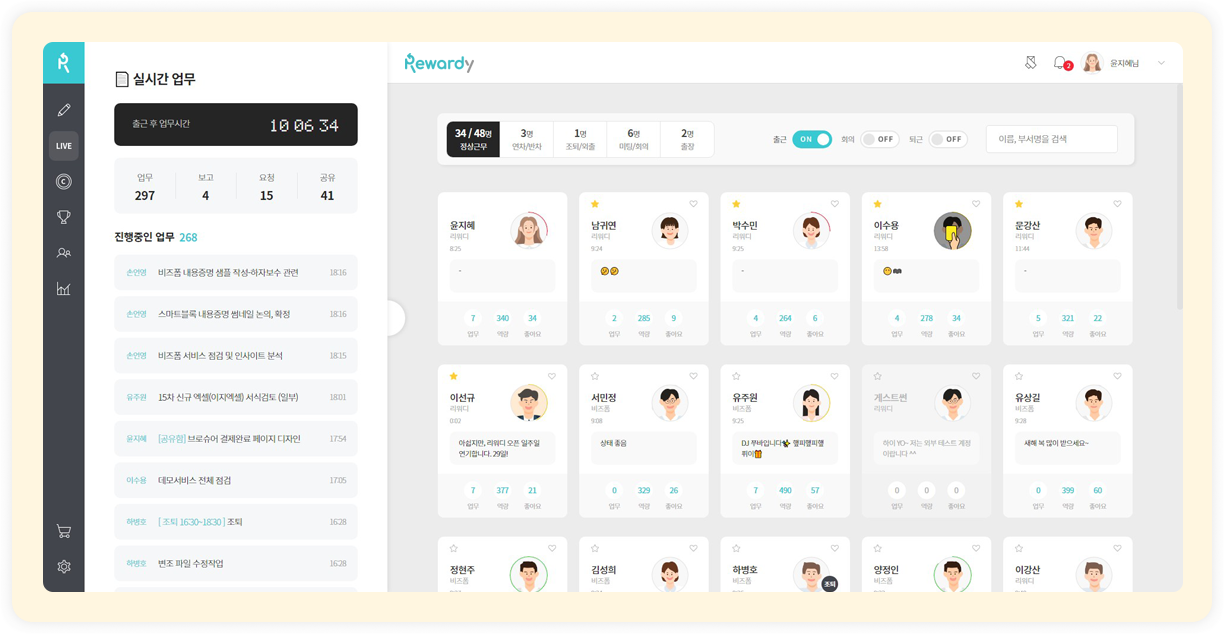 실시간 업무
출근 후 업무시간
10 06 34
업무 보고 요청 공유
297 4 15 41
진행중인 업무 268
손언영 비즈폼 내용증명 샘플 작성-하자보수 관련 18:16
손언영 스마트블록 내용증명 썸네일 논의, 확정 18:16
손언영 비즈폼 서비스 점검 및 인사이트 분석 18:15
유주원 15차 신규 엑셀(이지엑셀) 서식검토 (일부) 18:01
윤지혜 [공유함] 브로슈어 결제완료 페이지 디자인 17:54
이수용 데모서비스 전체 점검 17:05
하병호 [ 조퇴 16:30~18:30 ] 조퇴 16:28
하병호 변조 파일 수정작업 16:28
LIVE
Rewardy
2
윤지혜님
34 / 48명 3명 1명 6명 2명
정상근무 연차/반차 조퇴/외출 미팅/회의 출장
출근 ON 회의 OFF 퇴근 OFF
이름, 부서명을 검색
윤지혜
리워디
8:25
-
7 340 34
업무 역량 좋아요
남귀연
리워디
9:24
2 285 9
업무 역량 좋아요
박수민
리워디
9:25
-
4 264 6
업무 역량 좋아요
이수용
리워디
13:58
4 278 34
업무 역량 좋아요
문강산
리워디
11:44
-
5 321 22
업무 역량 좋아요
이선규
리워디
0:02
아쉽지만, 리워디 오픈 일주일
연기합니다. 29일!
7 377 21
업무 역량 좋아요
서민정
비즈폼
9:08
상태 좋음
0 329 26
업무 역량 좋아요
유주원
비즈폼
9:25
DJ 뿌바입니다 햅피햅피햅
7 490 57
업무 역량 좋아요
게스트썬
리워디
하이 YO~ 저는 외부 테스트 계정
이랍니다 ^^
0 0 0
업무 역량 좋아요
유상길
비즈폼
9:28
새해 복 많이 받으세요~
0 399 60
업무 역량 좋아요
정현주
비즈폼
김성희
비즈폼
하병호
비즈폼
조퇴
양정인
비즈폼
이강산
리워디